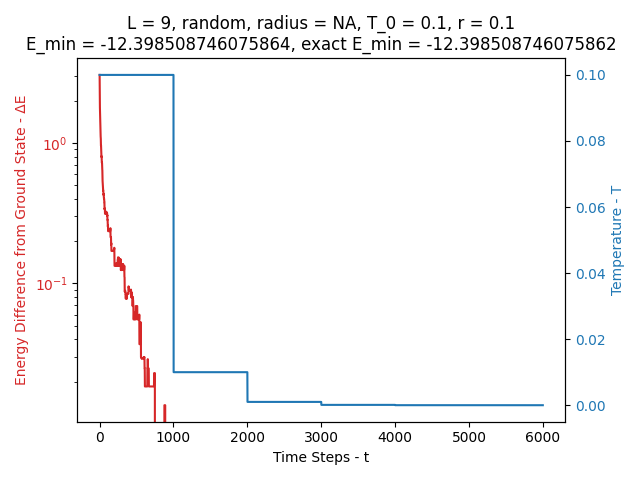 L = 9, random, radius = NA, T_0 = 0.1, r = 0.1
E_min = -12.398508746075864, exact E_min = -12.398508746075862
Energy Difference from Ground State - ΔE
10⁰
10⁻¹
0.10
0.08
0.06
0.04
0.02
0.00
Temperature - T
0 1000 2000 3000 4000 5000 6000
Time Steps - t